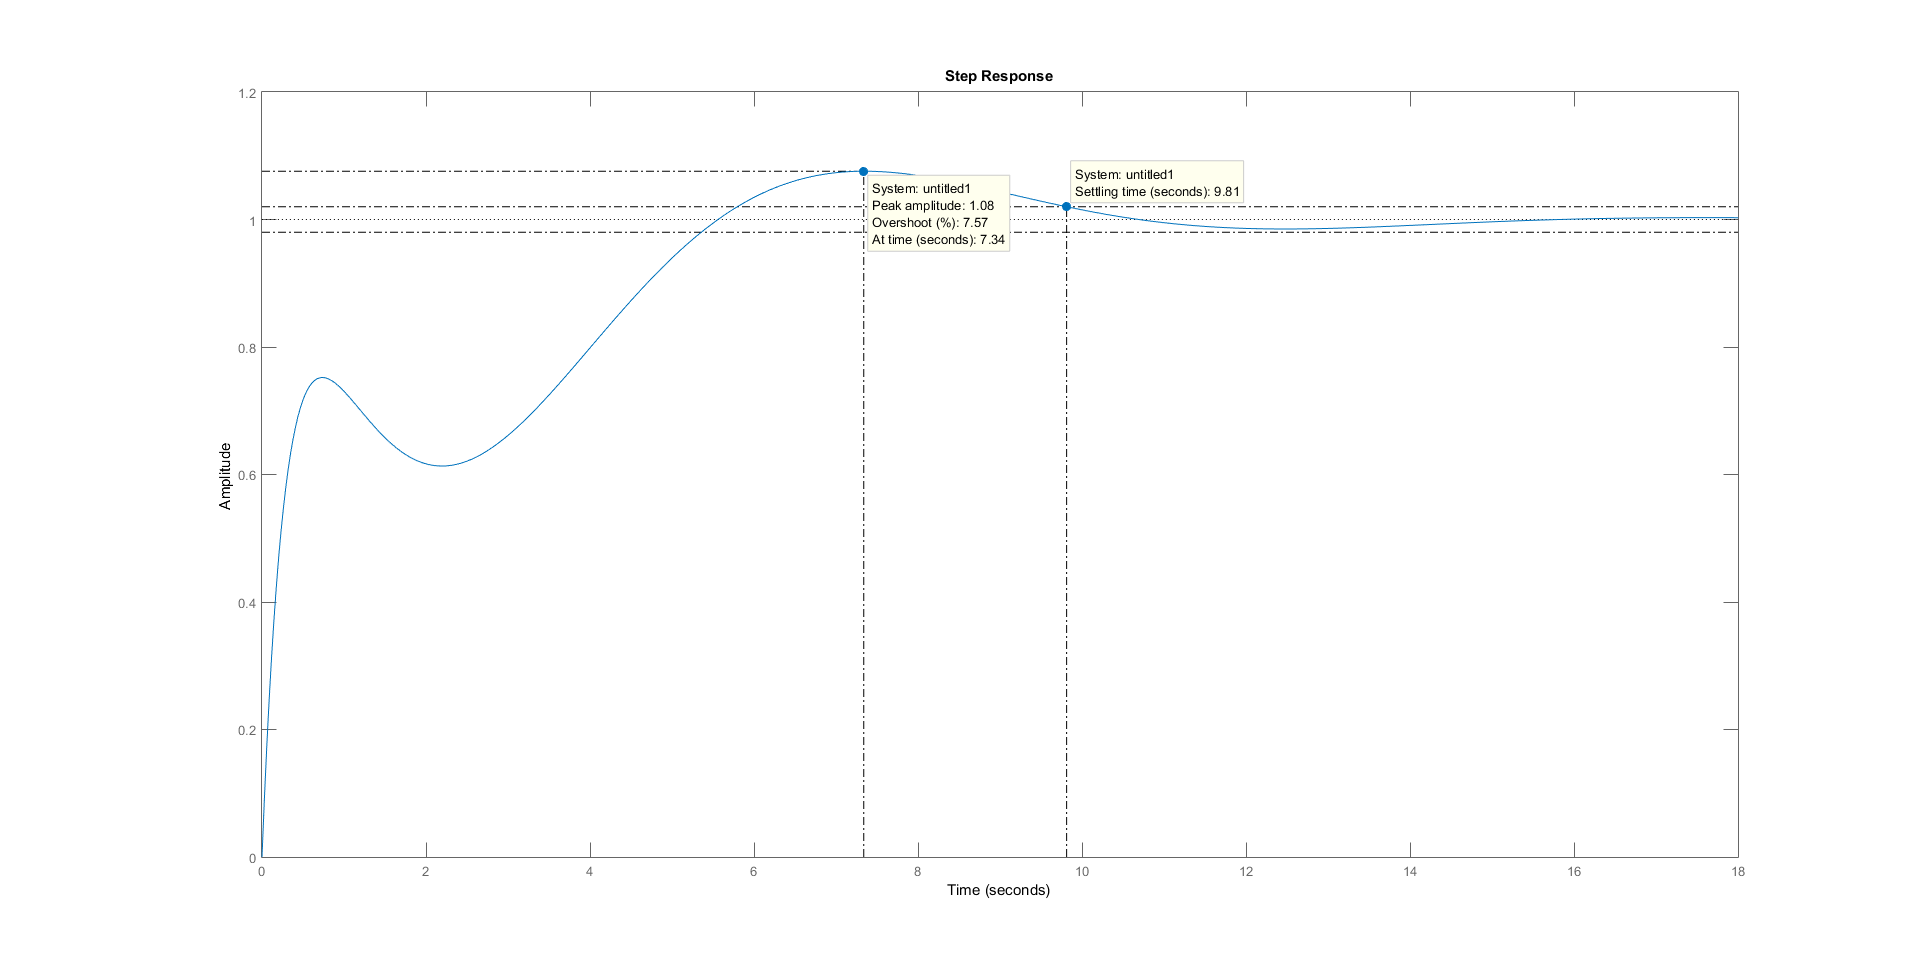 Step Response
Amplitude
1.2
1
0.8
0.6
0.4
0.2
0
System: untitled1
Peak amplitude: 1.08
Overshoot (%): 7.57
At time (seconds): 7.34
System: untitled1
Settling time (seconds): 9.81
0 2 4 6 8 10 12 14 16 18
Time (seconds)